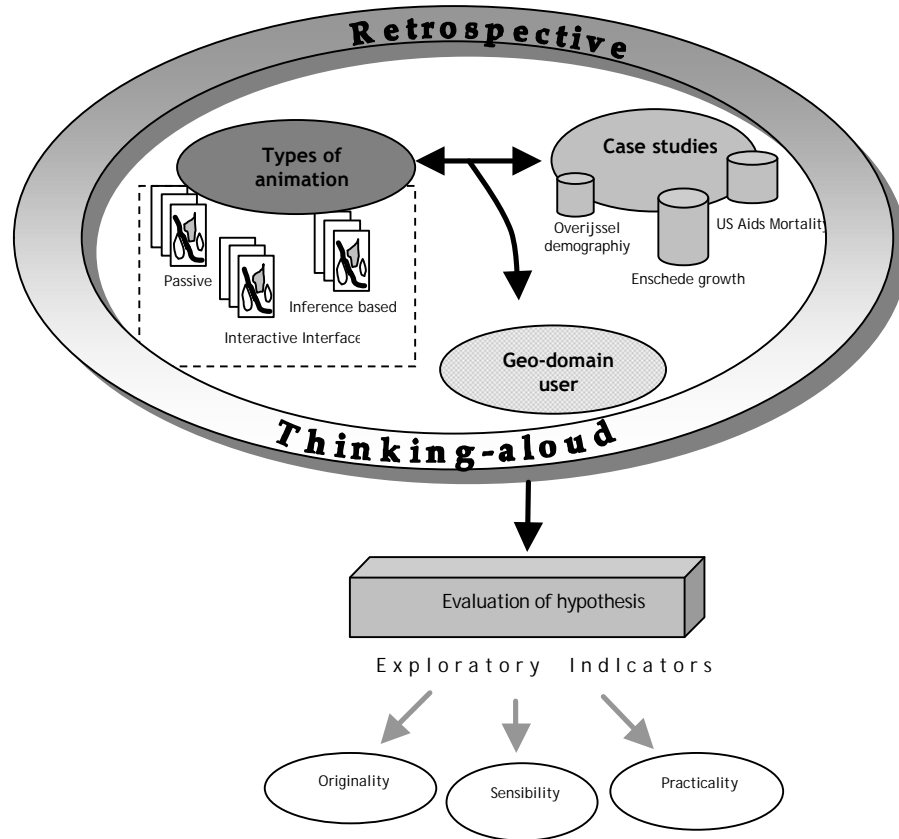 Retrospective
Types of
animation
Case studies
Passive
Inference based
Interactive Interface
Overijssel
demographiy
US Aids Mortality
Enschede growth
Geo-domain
user
Thinking-aloud
Evaluation of hypothesis
Exploratory IndIcators
Originality
Sensibility
Practicality